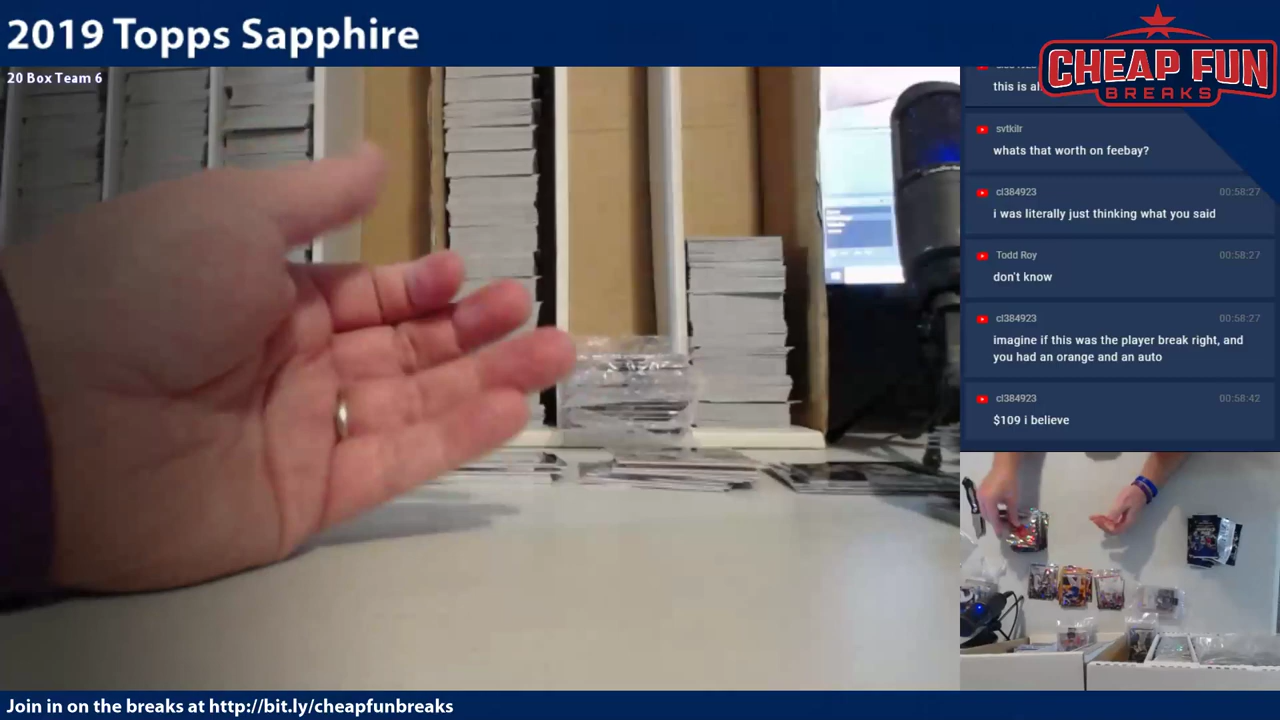 2019 Topps Sapphire
20 Box Team 6
CHEAP FUN
BREAKS
this is al
svtkilr
whats that worth on feebay?
cl384923 00:58:27
i was literally just thinking what you said
Todd Roy 00:58:27
don't know
cl384923 00:58:27
imagine if this was the player break right, and
you had an orange and an auto
cl384923 00:58:42
$109 i believe
Join in on the breaks at http://bit.ly/cheapfunbreaks